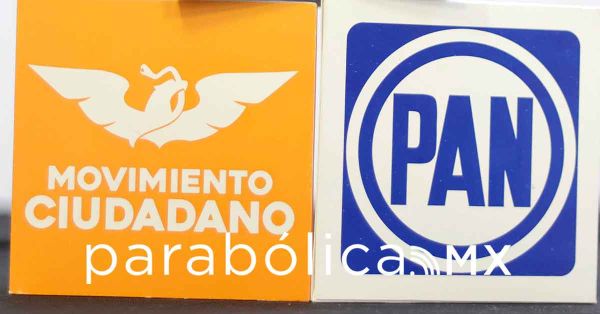 MOVIMIENTO
CIUDADANO
PAN
parabólica.MX